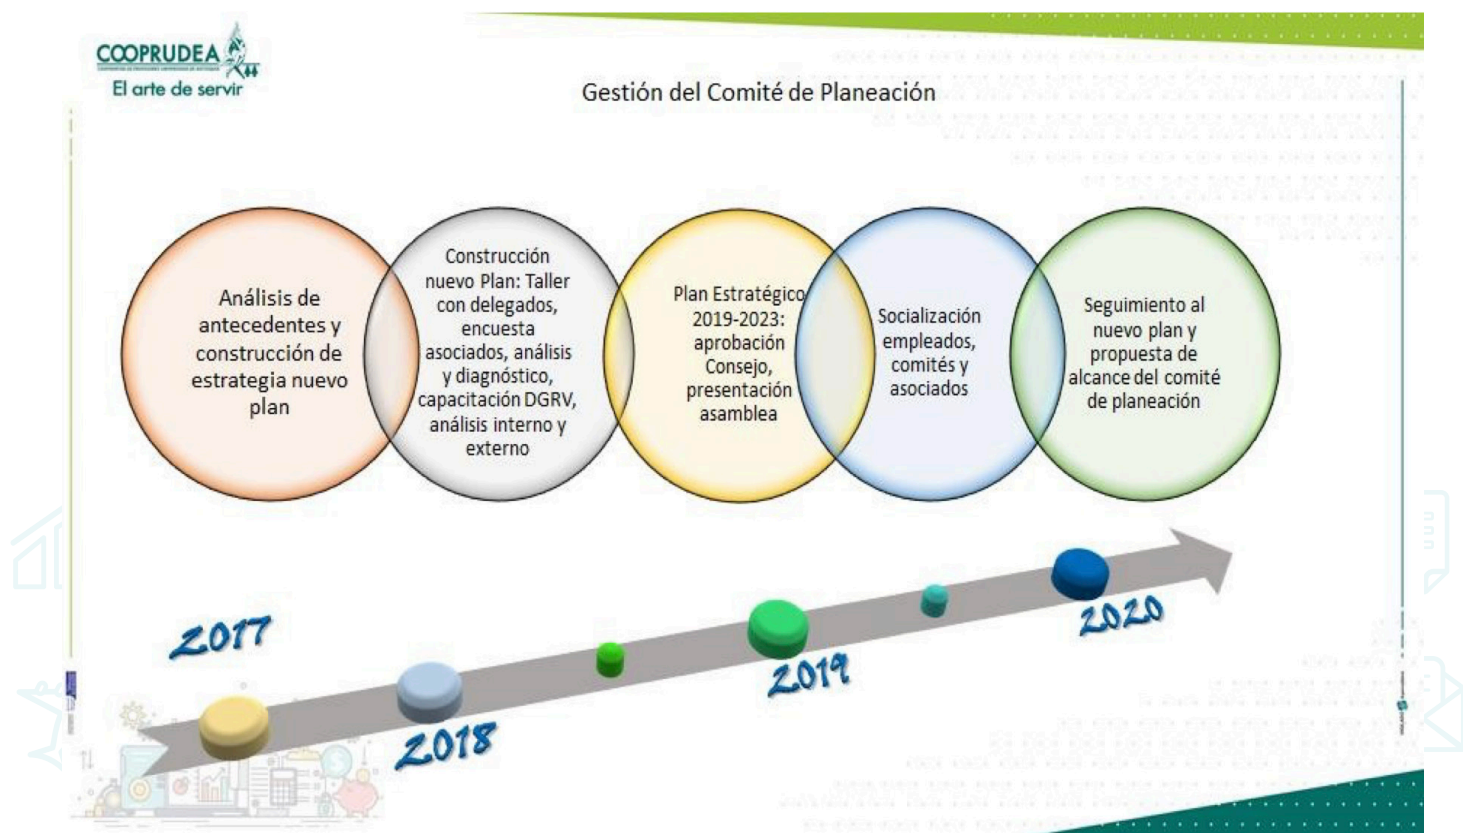 COOPRUDEA
El arte de servir
Gestión del Comité de Planeación
Análisis de
antecedentes y
construcción de
estrategia nuevo
plan
Construcción
nuevo Plan: Taller
con delegados,
encuesta
asociados, análisis
y diagnóstico,
capacitación DGRV,
análisis interno y
externo
Plan Estratégico
2019-2023:
aprobación
Consejo,
presentación
asamblea
Socialización
empleados,
comités y
asociados
Seguimiento al
nuevo plan y
propuesta de
alcance del comité
de planeación
2017
2018
2019
2020